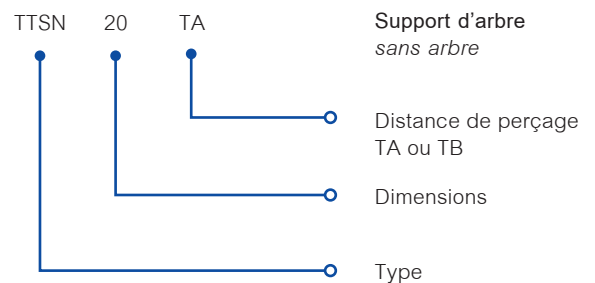 TTSN 20 TA Support d’arbre
sans arbre
Distance de perçage
TA ou TB
Dimensions
Type